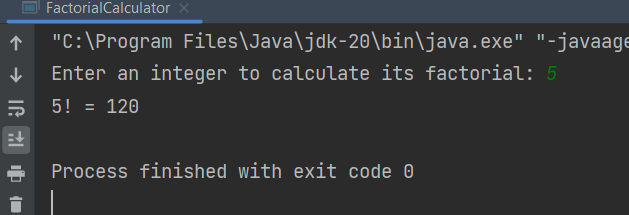 FactorialCalculator
"C:\Program Files\Java\jdk-20\bin\java.exe" "-javaage
Enter an integer to calculate its factorial: 5
5! = 120
Process finished with exit code 0